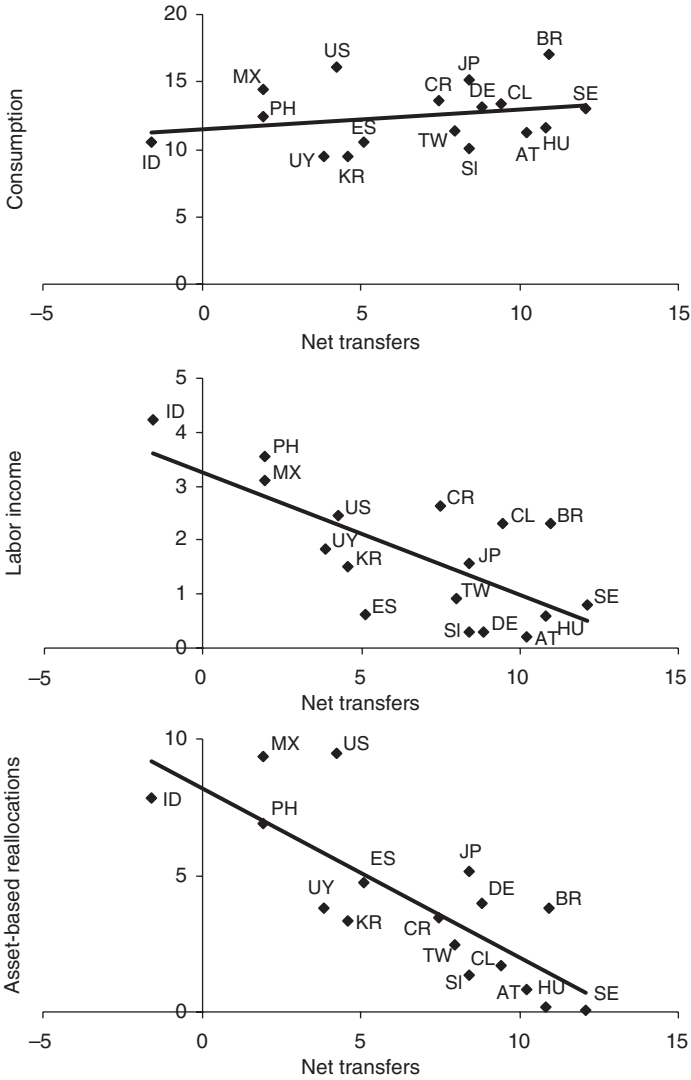 20
BR
US
JP
MX
CR
DE
CL
SE
15
PH
ES
TW
AT
HU
UY
KR
SI
ID
10
5
0
Consumption
–5
0
5
10
15
Net transfers
5
ID
4
PH
MX
3
US
CR
CL
BR
UY
KR
JP
2
TW
SE
1
ES
SI
DE
AT
HU
0
Labor income
–5
0
5
10
15
Net transfers
10
MX
US
ID
PH
ES
JP
DE
BR
5
UY
KR
CR
TW
CL
SI
AT
HU
SE
0
Asset-based reallocations
–5
0
5
10
15
Net transfers